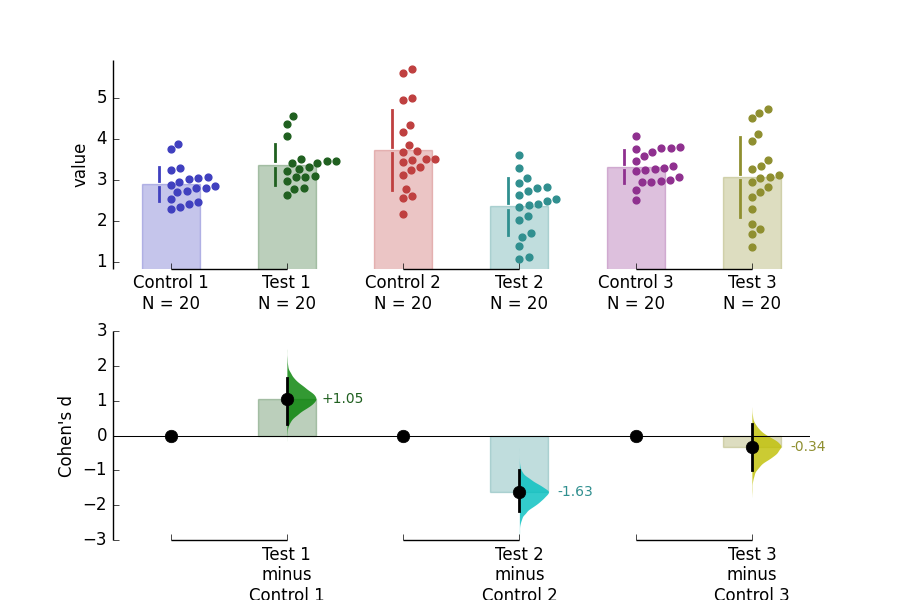 value
5
4
3
2
1
Control 1
N = 20
Test 1
N = 20
Control 2
N = 20
Test 2
N = 20
Control 3
N = 20
Test 3
N = 20
Cohen's d
3
2
1
0
−1
−2
−3
+1.05
-1.63
-0.34
Test 1
minus
Control 1
Test 2
minus
Control 2
Test 3
minus
Control 3